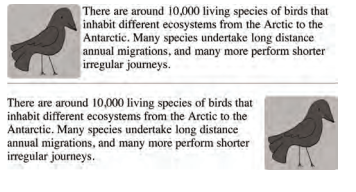 There are around 10,000 living species of birds that
inhabit different ecosystems from the Arctic to the
Antarctic. Many species undertake long distance
annual migrations, and many more perform shorter
irregular journeys.
There are around 10,000 living species of birds that
inhabit different ecosystems from the Arctic to the
Antarctic. Many species undertake long distance
annual migrations, and many more perform shorter
irregular journeys.